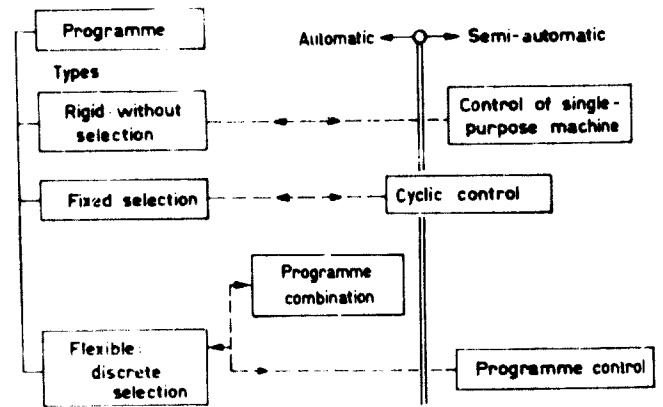 Programme
Automatic
Semi-automatic
Types
Rigid without
selection
Control of single-
purpose machine
Fixed selection
Cyclic control
Programme
combination
Flexible:
discrete
selection
Programme control